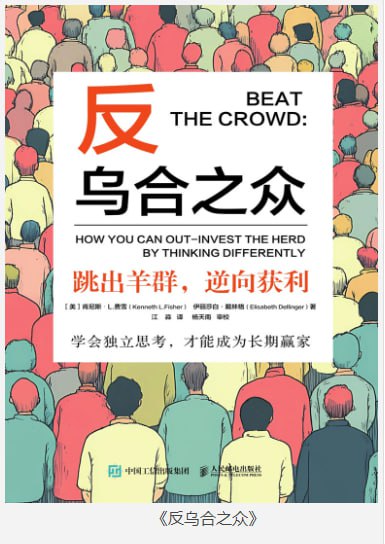 反
BEAT
THE CROWD:
乌合之众
HOW YOU CAN OUT-INVEST THE HERD
BY THINKING DIFFERENTLY
跳出羊群，逆向获利
[美] 肯尼斯·L.费雪 (Kenneth L.Fisher) 伊丽莎白·戴林格 (Elisabeth Dellinger) 著
江淼 译 杨天南 审校
学会独立思考，才能成为长期赢家
中国工信出版集团 人民邮电出版社
POSTS & TELECOM PRESS
《反乌合之众》